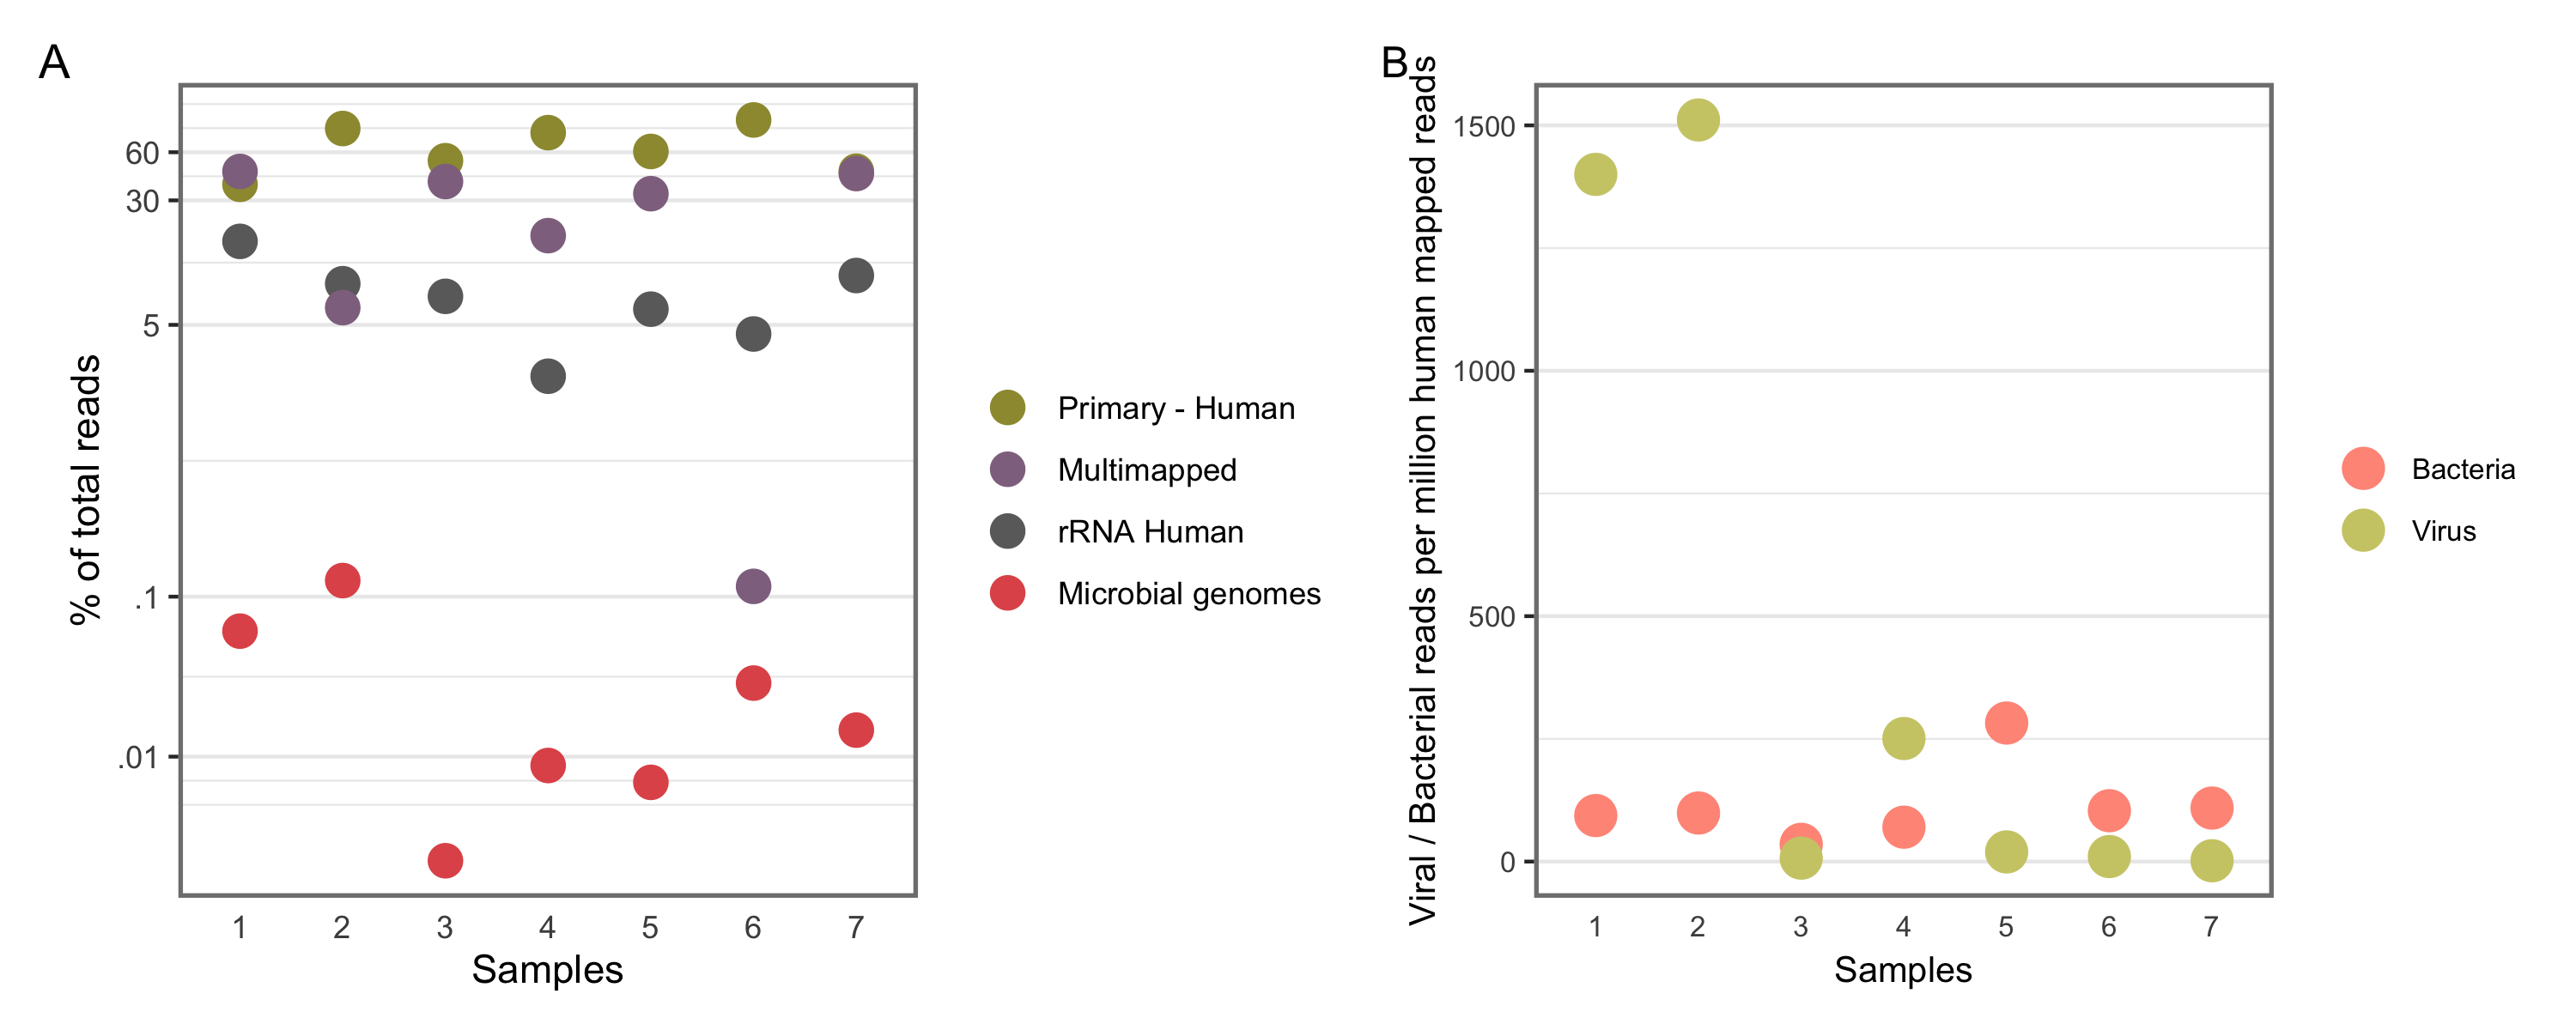 A
% of total reads
60
30
5
.1
.01
1 2 3 4 5 6 7
Samples
Primary - Human
Multimapped
rRNA Human
Microbial genomes
B
Viral / Bacterial reads per million human mapped reads
1500
1000
500
0
1 2 3 4 5 6 7
Samples
Bacteria
Virus